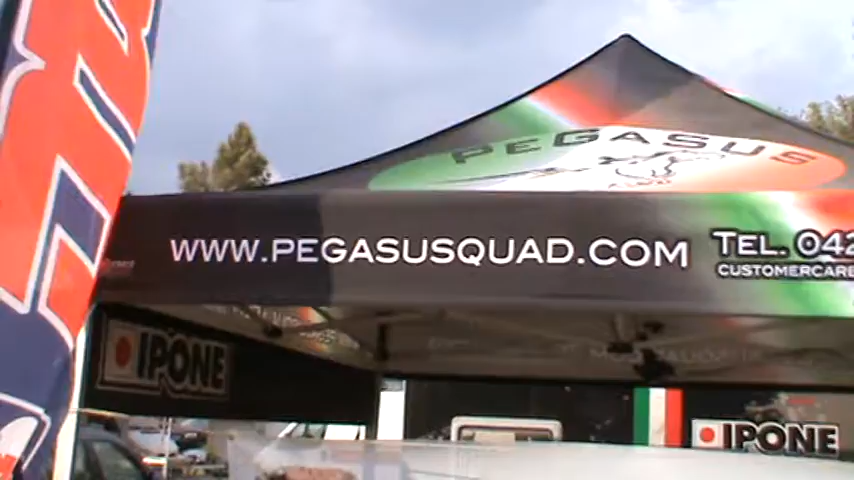 PEGASUS
WWW.PEGASUSQUAD.COM
TEL. 042
CUSTOMERCARE
IPONE
IPONE